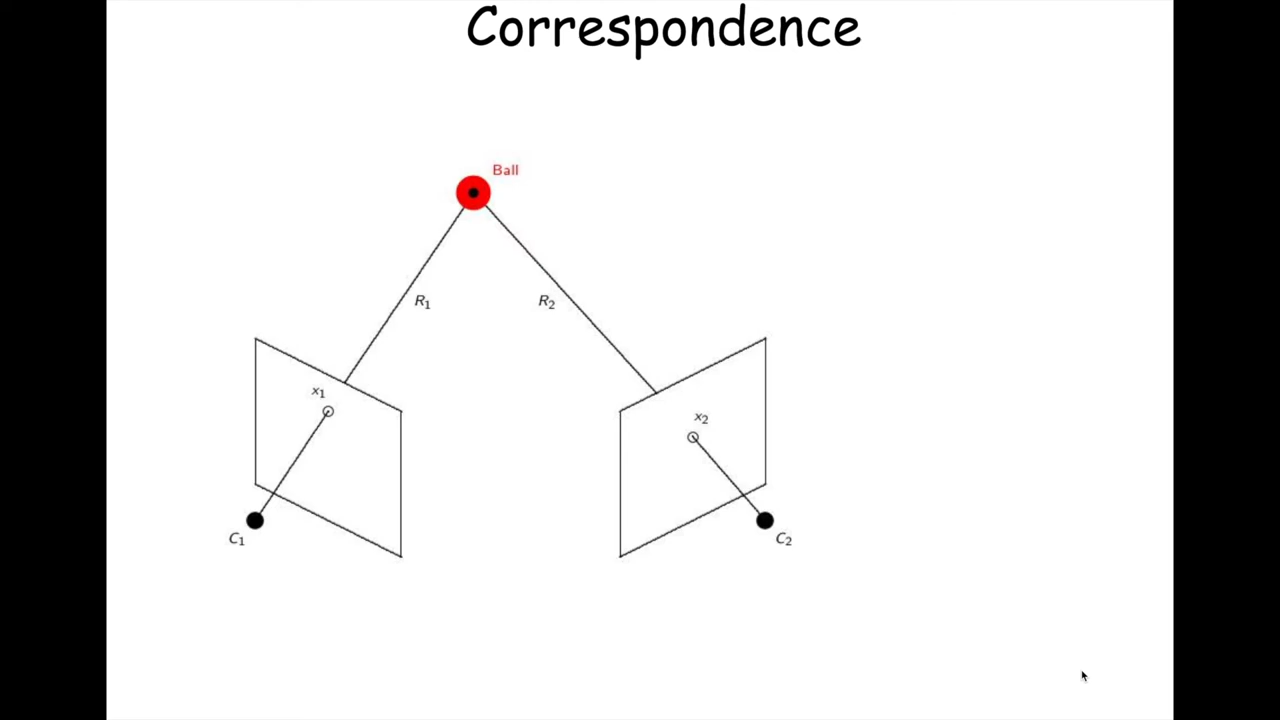 Correspondence
Ball
R₁
R₂
x₁
x₂
C₁
C₂